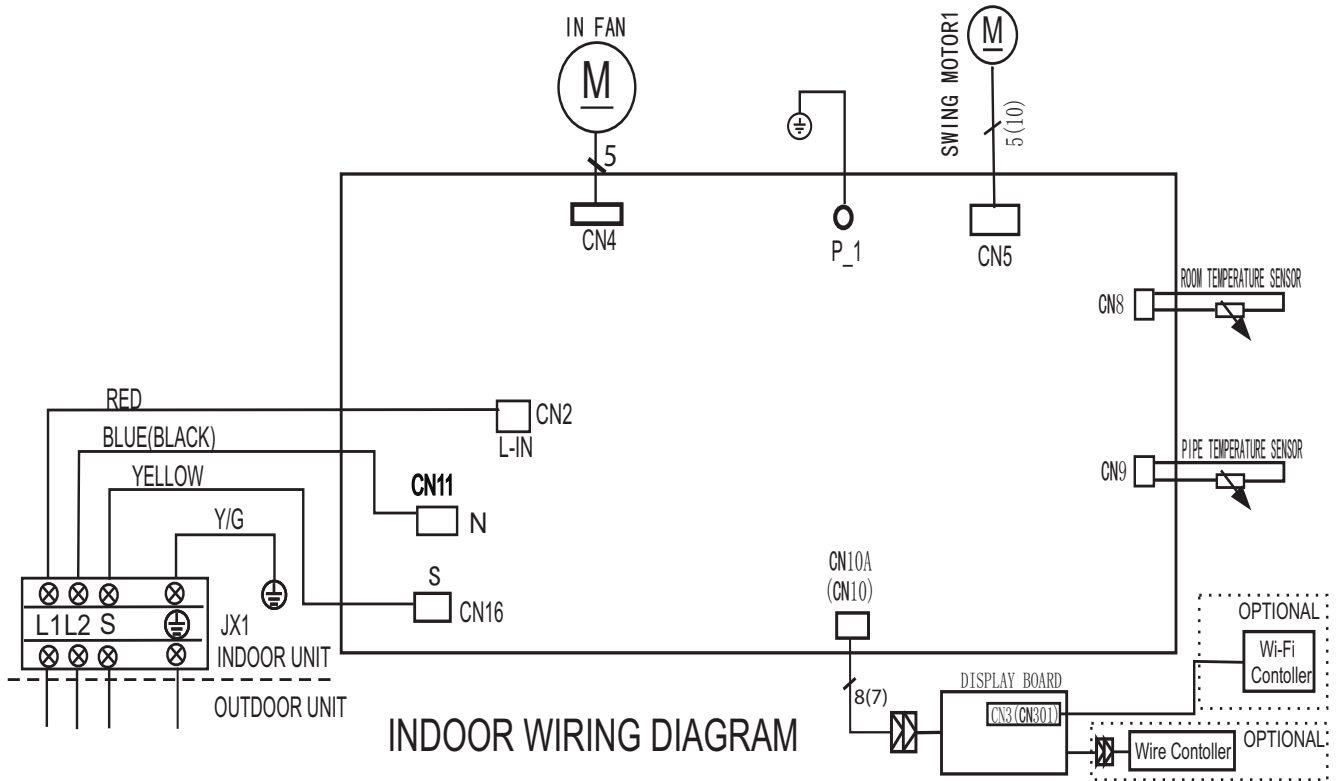 IN FAN
M
5
SWING MOTOR1
M
5(10)
CN4
P_1
CN5
ROOM TEMPERATURE SENSOR
CN8
RED
CN2
L-IN
BLUE(BLACK)
PIPE TEMPERATURE SENSOR
CN9
YELLOW
CN11
N
Y/G
CN10A
(CN10)
S
CN16
L1 L2 S
JX1
INDOOR UNIT
OUTDOOR UNIT
8(7)
DISPLAY BOARD
CN3(CN301)
OPTIONAL
Wi-Fi
Contoller
OPTIONAL
Wire Contoller
INDOOR WIRING DIAGRAM